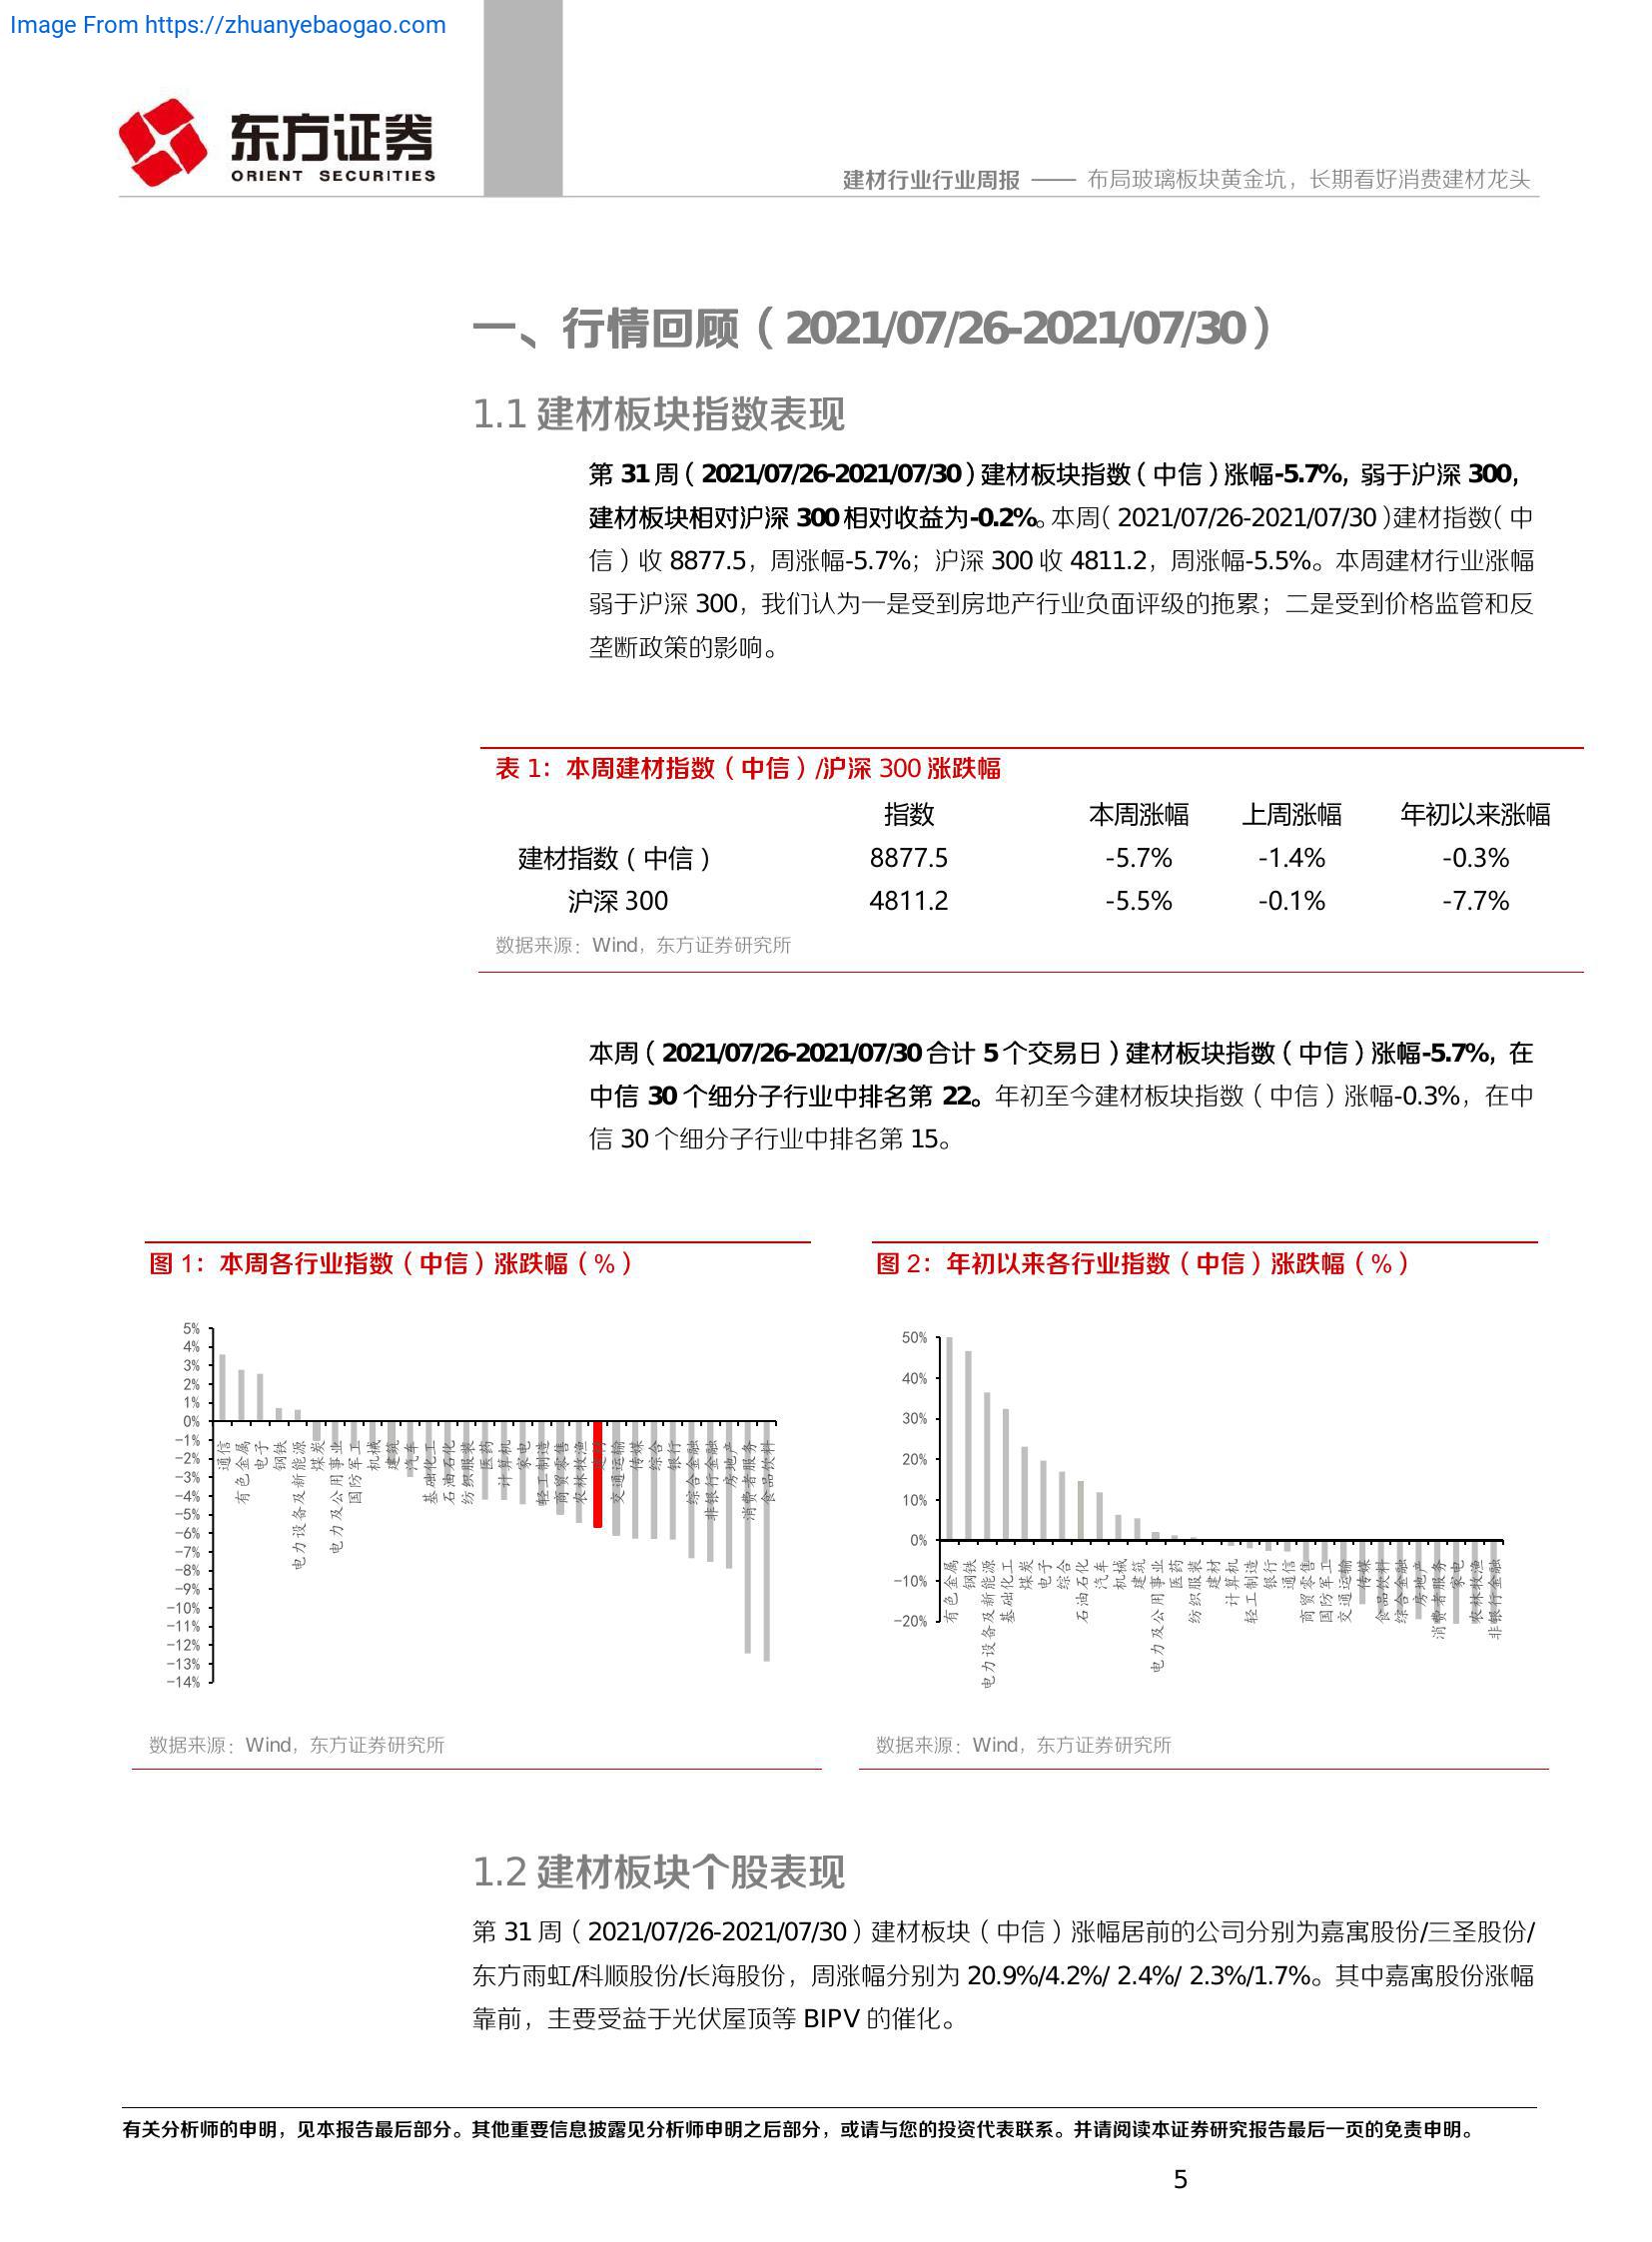 Image From https://zhuanyebaogao.com
东方证券
ORIENT SECURITIES
建材行业行业周报 —— 布局玻璃板块黄金坑，长期看好消费建材龙头
一、行情回顾（2021/07/26-2021/07/30）
1.1 建材板块指数表现
第 31 周（2021/07/26-2021/07/30）建材板块指数（中信）涨幅-5.7%，弱于沪深 300，
建材板块相对沪深 300 相对收益为-0.2%。本周（2021/07/26-2021/07/30）建材指数（中
信）收 8877.5，周涨幅-5.7%；沪深 300 收 4811.2，周涨幅-5.5%。本周建材行业涨幅
弱于沪深 300，我们认为一是受到房地产行业负面评级的拖累；二是受到价格监管和反
垄断政策的影响。
表 1：本周建材指数（中信）/沪深 300 涨跌幅
指数 本周涨幅 上周涨幅 年初以来涨幅
建材指数（中信） 8877.5 -5.7% -1.4% -0.3%
沪深 300 4811.2 -5.5% -0.1% -7.7%
数据来源：Wind，东方证券研究所
本周（2021/07/26-2021/07/30 合计 5 个交易日）建材板块指数（中信）涨幅-5.7%，在
中信 30 个细分子行业中排名第 22。年初至今建材板块指数（中信）涨幅-0.3%，在中
信 30 个细分子行业中排名第 15。
图 1：本周各行业指数（中信）涨跌幅（%）
5%
4%
3%
2%
1%
0%
-1%
-2%
-3%
-4%
-5%
-6%
-7%
-8%
-9%
-10%
-11%
-12%
-13%
-14%
通信
有色金属
电子
钢铁
电力设备及新能源
煤炭
电力及公用事业
国防军工
机械
建筑
汽车
基础化工
石油石化
纺织服装
医药
计算机
家电
轻工制造
商贸零售
农林牧渔
交通运输
传媒
综合
银行
综合金融
非银行金融
房地产
消费者服务
食品饮料
数据来源：Wind，东方证券研究所
图 2：年初以来各行业指数（中信）涨跌幅（%）
50%
40%
30%
20%
10%
0%
-10%
-20%
有色金属
钢铁
电力设备及新能源
基础化工
煤炭
电子
综合
石油石化
汽车
机械
建筑
电力及公用事业
医药
纺织服装
建材
计算机
轻工制造
银行
通信
商贸零售
国防军工
交通运输
传媒
食品饮料
综合金融
房地产
消费者服务
家电
农林牧渔
非银行金融
数据来源：Wind，东方证券研究所
1.2 建材板块个股表现
第 31 周（2021/07/26-2021/07/30）建材板块（中信）涨幅居前的公司分别为嘉寓股份/三圣股份/
东方雨虹/科顺股份/长海股份，周涨幅分别为 20.9%/4.2%/ 2.4%/ 2.3%/1.7%。其中嘉寓股份涨幅
靠前，主要受益于光伏屋顶等 BIPV 的催化。
有关分析师的申明，见本报告最后部分。其他重要信息披露见分析师申明之后部分，或请与您的投资代表联系。并请阅读本证券研究报告最后一页的免责申明。
5